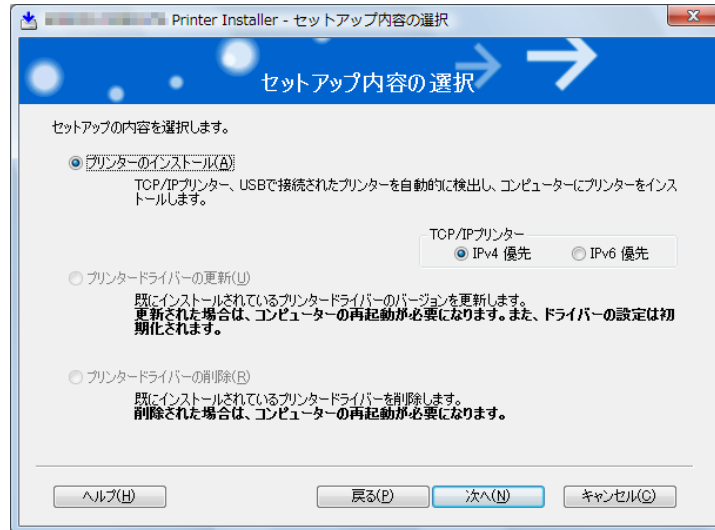 Printer Installer - セットアップ内容の選択
セットアップ内容の選択
セットアップの内容を選択します。
プリンターのインストール(A)
TCP/IPプリンター、USBで接続されたプリンターを自動的に検出し、コンピューターにプリンターをインス
トールします。
TCP/IPプリンター
IPv4 優先 IPv6 優先
プリンタードライバーの更新(U)
既にインストールされているプリンタードライバーのバージョンを更新します。
更新された場合は、コンピューターの再起動が必要になります。また、ドライバーの設定は初
期化されます。
プリンタードライバーの削除(R)
既にインストールされているプリンタードライバーを削除します。
削除された場合は、コンピューターの再起動が必要になります。
ヘルプ(H) 戻る(P) 次へ(N) キャンセル(C)